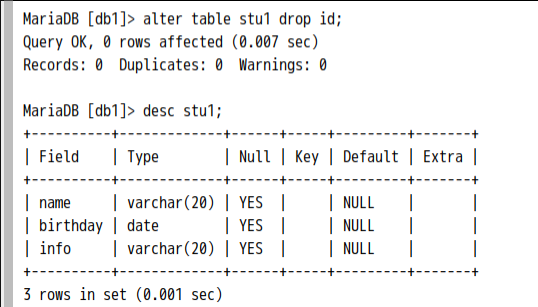 MariaDB [db1]> alter table stu1 drop id;
Query OK, 0 rows affected (0.007 sec)
Records: 0  Duplicates: 0  Warnings: 0

MariaDB [db1]> desc stu1;
+----------+-------------+------+-----+---------+-------+
| Field    | Type        | Null | Key | Default | Extra |
+----------+-------------+------+-----+---------+-------+
| name     | varchar(20) | YES  |     | NULL    |       |
| birthday | date        | YES  |     | NULL    |       |
| info     | varchar(20) | YES  |     | NULL    |       |
+----------+-------------+------+-----+---------+-------+
3 rows in set (0.001 sec)